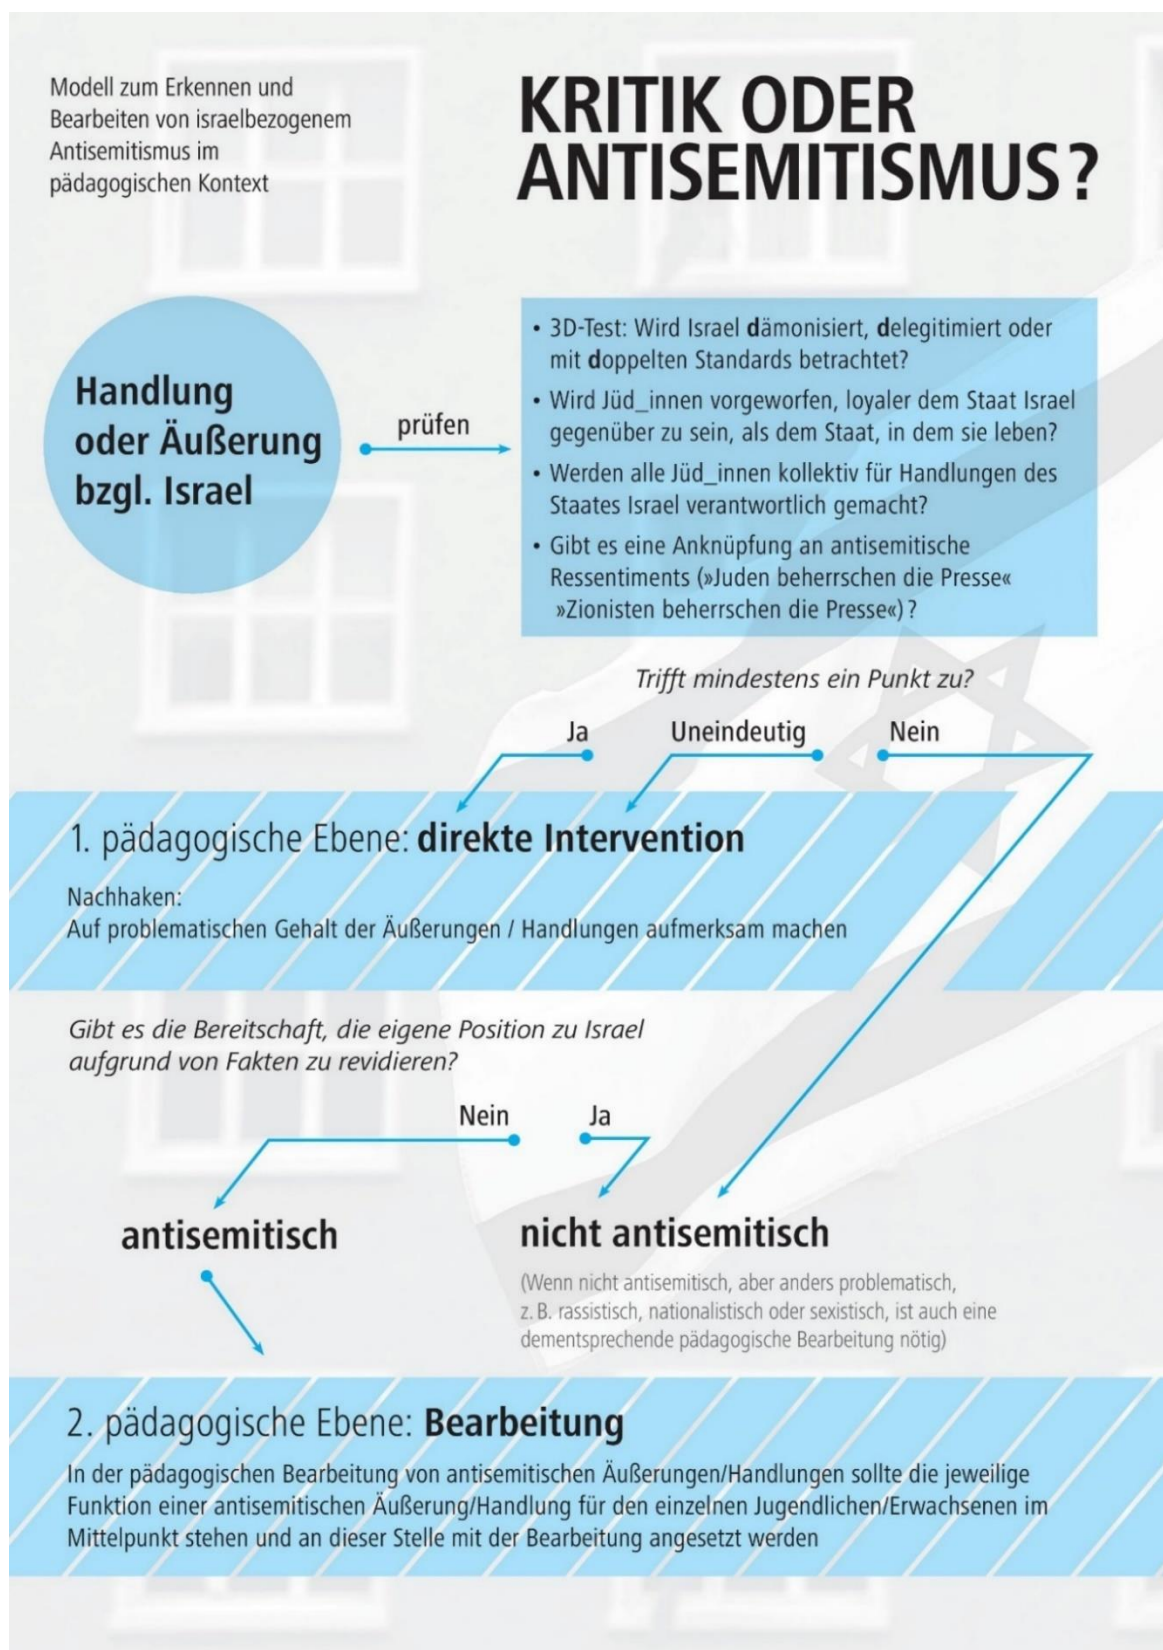 Modell zum Erkennen und
Bearbeiten von israelbezogenem
Antisemitismus im
pädagogischen Kontext
KRITIK ODER
ANTISEMITISMUS?
Handlung
oder Äußerung
bzgl. Israel
prüfen
• 3D-Test: Wird Israel dämonisiert, delegitimiert oder
mit doppelten Standards betrachtet?
• Wird Jüd_innen vorgeworfen, loyaler dem Staat Israel
gegenüber zu sein, als dem Staat, in dem sie leben?
• Werden alle Jüd_innen kollektiv für Handlungen des
Staates Israel verantwortlich gemacht?
• Gibt es eine Anknüpfung an antisemitische
Ressentiments (»Juden beherrschen die Presse«
»Zionisten beherrschen die Presse«)?
Trifft mindestens ein Punkt zu?
Ja Uneindeutig Nein
1. pädagogische Ebene: direkte Intervention
Nachhaken:
Auf problematischen Gehalt der Äußerungen / Handlungen aufmerksam machen
Gibt es die Bereitschaft, die eigene Position zu Israel
aufgrund von Fakten zu revidieren?
Nein Ja
antisemitisch
nicht antisemitisch
(Wenn nicht antisemitisch, aber anders problematisch,
z. B. rassistisch, nationalistisch oder sexistisch, ist auch eine
dementsprechende pädagogische Bearbeitung nötig)
2. pädagogische Ebene: Bearbeitung
In der pädagogischen Bearbeitung von antisemitischen Äußerungen/Handlungen sollte die jeweilige
Funktion einer antisemitischen Äußerung/Handlung für den einzelnen Jugendlichen/Erwachsenen im
Mittelpunkt stehen und an dieser Stelle mit der Bearbeitung angesetzt werden